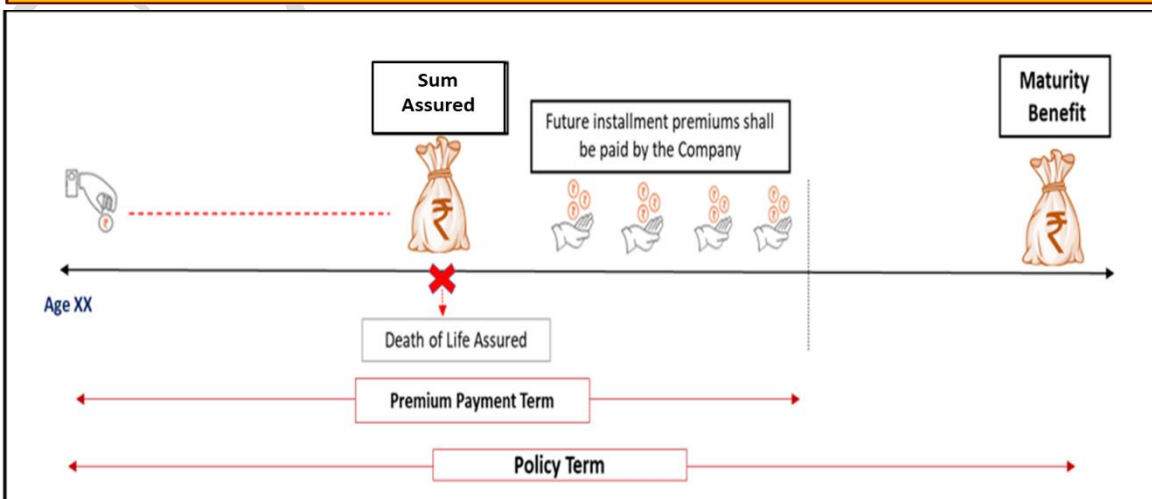 Sum
Assured
Maturity
Benefit
Future installment premiums shall
be paid by the Company
₹
₹
Age XX
Death of Life Assured
Premium Payment Term
Policy Term